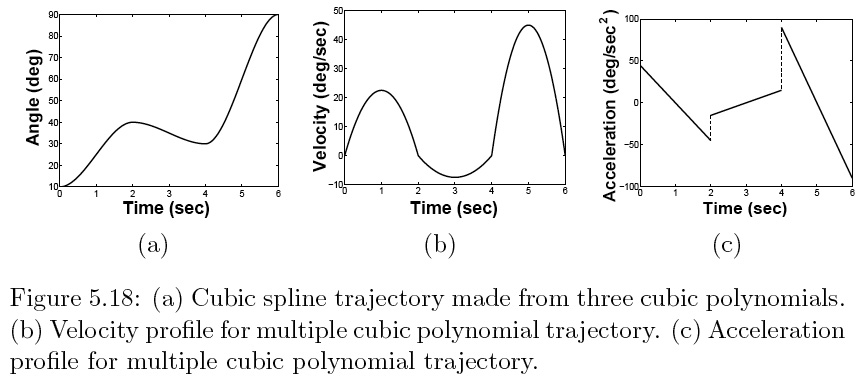 90
80
70
60
50
40
30
20
10
0 1 2 3 4 5 6
Angle (deg)
Time (sec)
(a)
50
40
30
20
10
0
−10
0 1 2 3 4 5 6
Velocity (deg/sec)
Time (sec)
(b)
100
50
0
−50
−100
0 2 4 6
Acceleration (deg/sec²)
Time (sec)
(c)
Figure 5.18: (a) Cubic spline trajectory made from three cubic polynomials.
(b) Velocity profile for multiple cubic polynomial trajectory. (c) Acceleration
profile for multiple cubic polynomial trajectory.